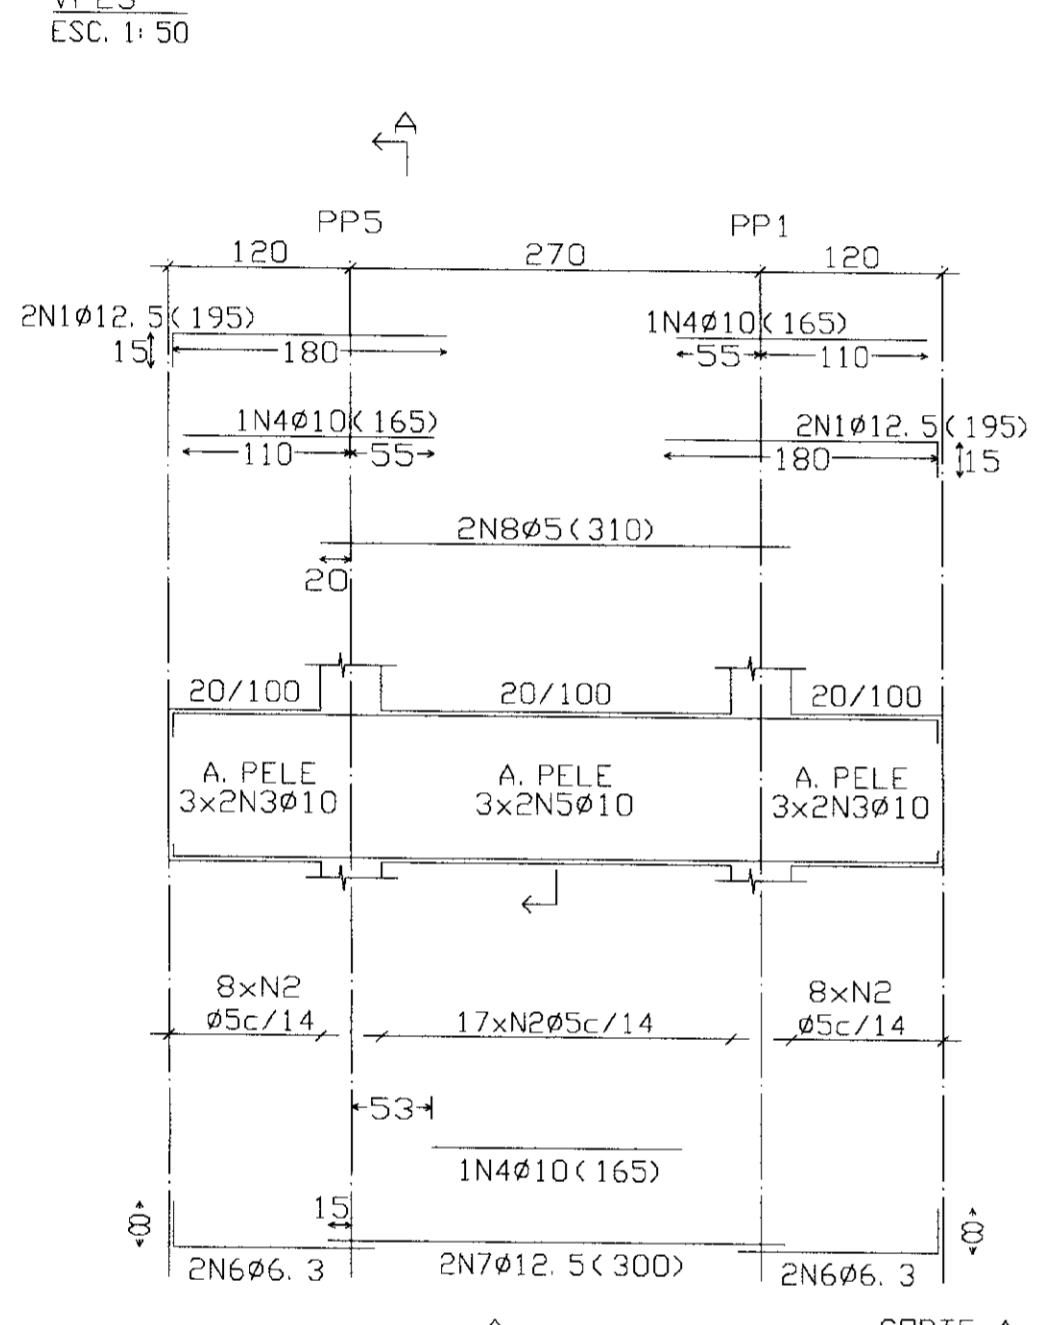 ESC. 1:50
A
PP5
PP1
120
270
120
2N1ø12.5(195)
1N4ø10(165)
15
180
55
110
1N4ø10(165)
2N1ø12.5(195)
110
55
180
15
2N8ø5(310)
20
20/100
20/100
20/100
A. PELE
3x2N3ø10
A. PELE
3x2N5ø10
A. PELE
3x2N3ø10
8xN2
ø5c/14
17xN2ø5c/14
8xN2
ø5c/14
53
1N4ø10(165)
15
8
8
2N6ø6.3
2N7ø12.5(300)
2N6ø6.3